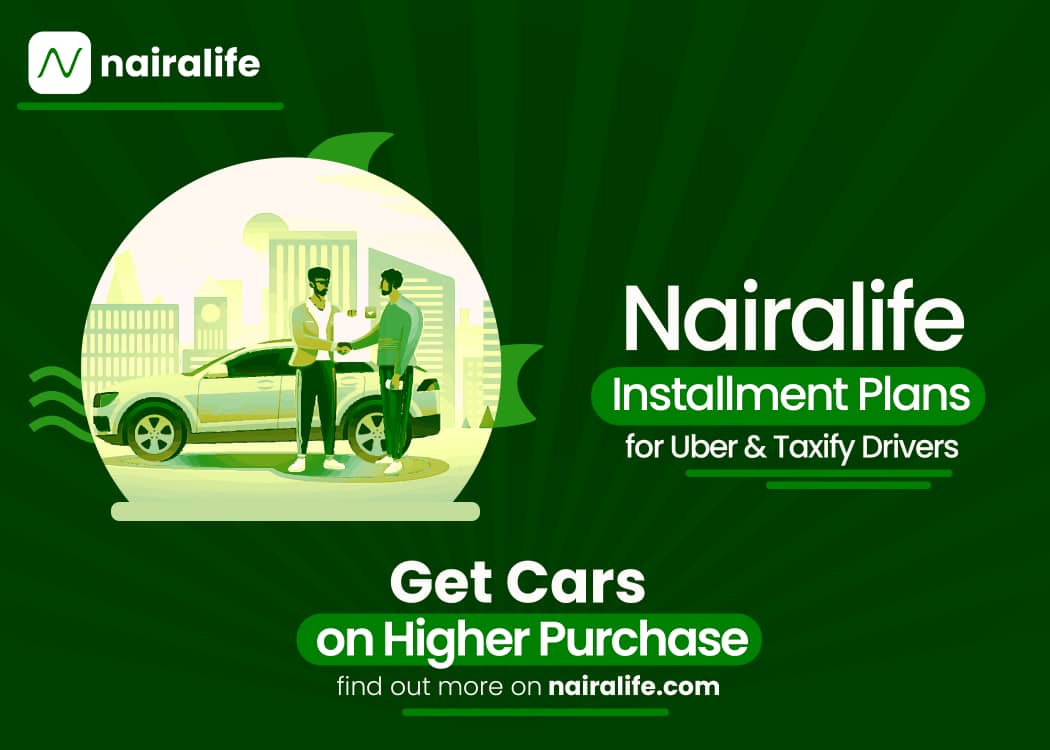 nairalife
Nairalife
Installment Plans
for Uber & Taxify Drivers
Get Cars
on Higher Purchase
find out more on nairalife.com